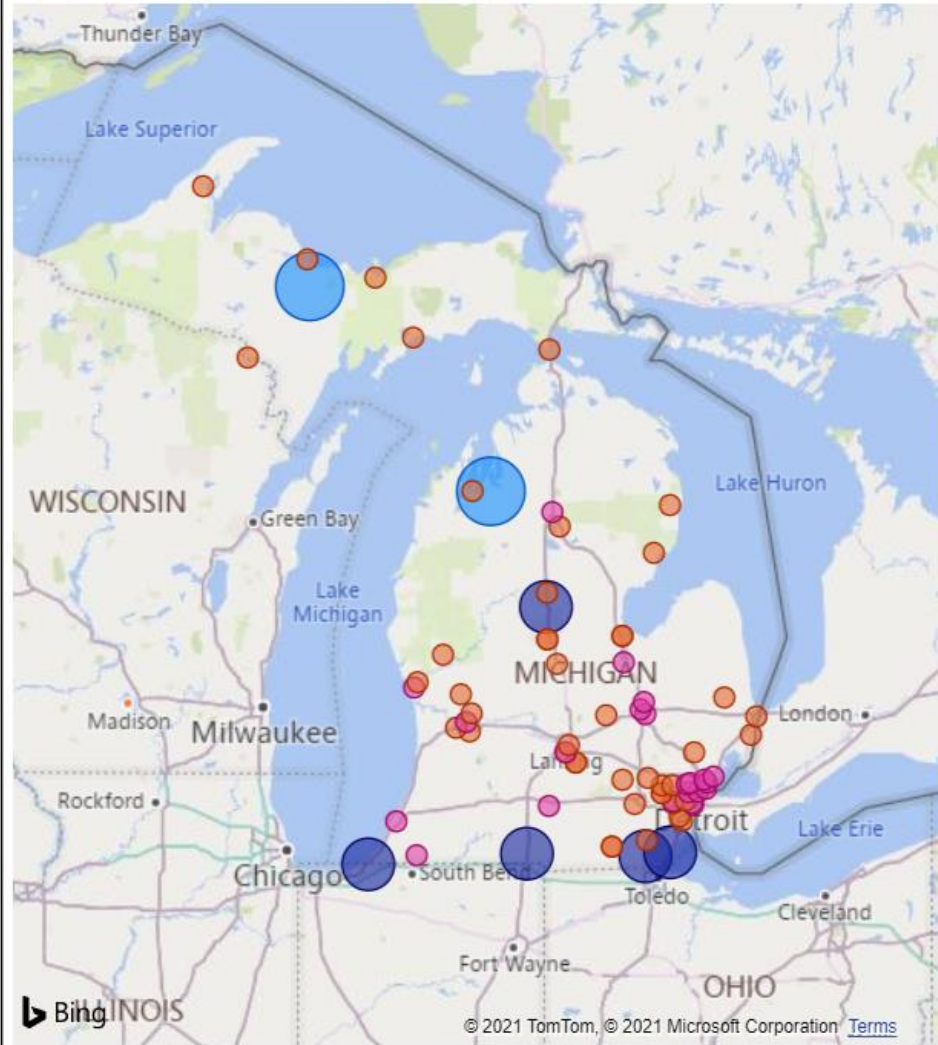 Thunder Bay
Lake Superior
Lake Huron
WISCONSIN
Green Bay
Lake
Michigan
MICHIGAN
Madison
Milwaukee
London
Lansing
Rockford
Detroit
Lake Erie
Chicago
South Bend
Toledo
Cleveland
Fort Wayne
OHIO
Bing
ILLINOIS
© 2021 TomTom, © 2021 Microsoft Corporation Terms